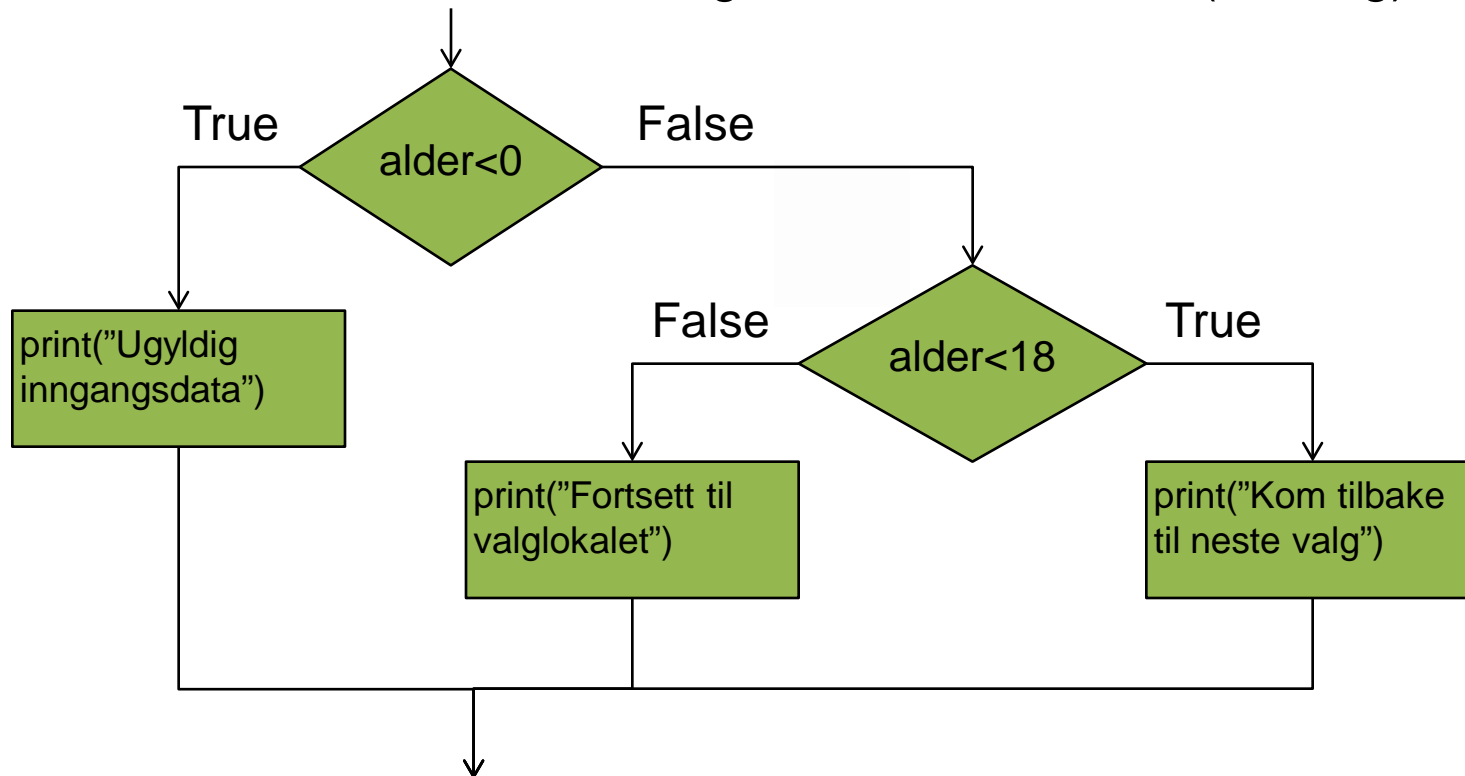 True
False
alder<0
False
True
alder<18
print(”Ugyldig
inngangsdata”)
print(”Fortsett til
valglokalet”)
print(”Kom tilbake
til neste valg”)